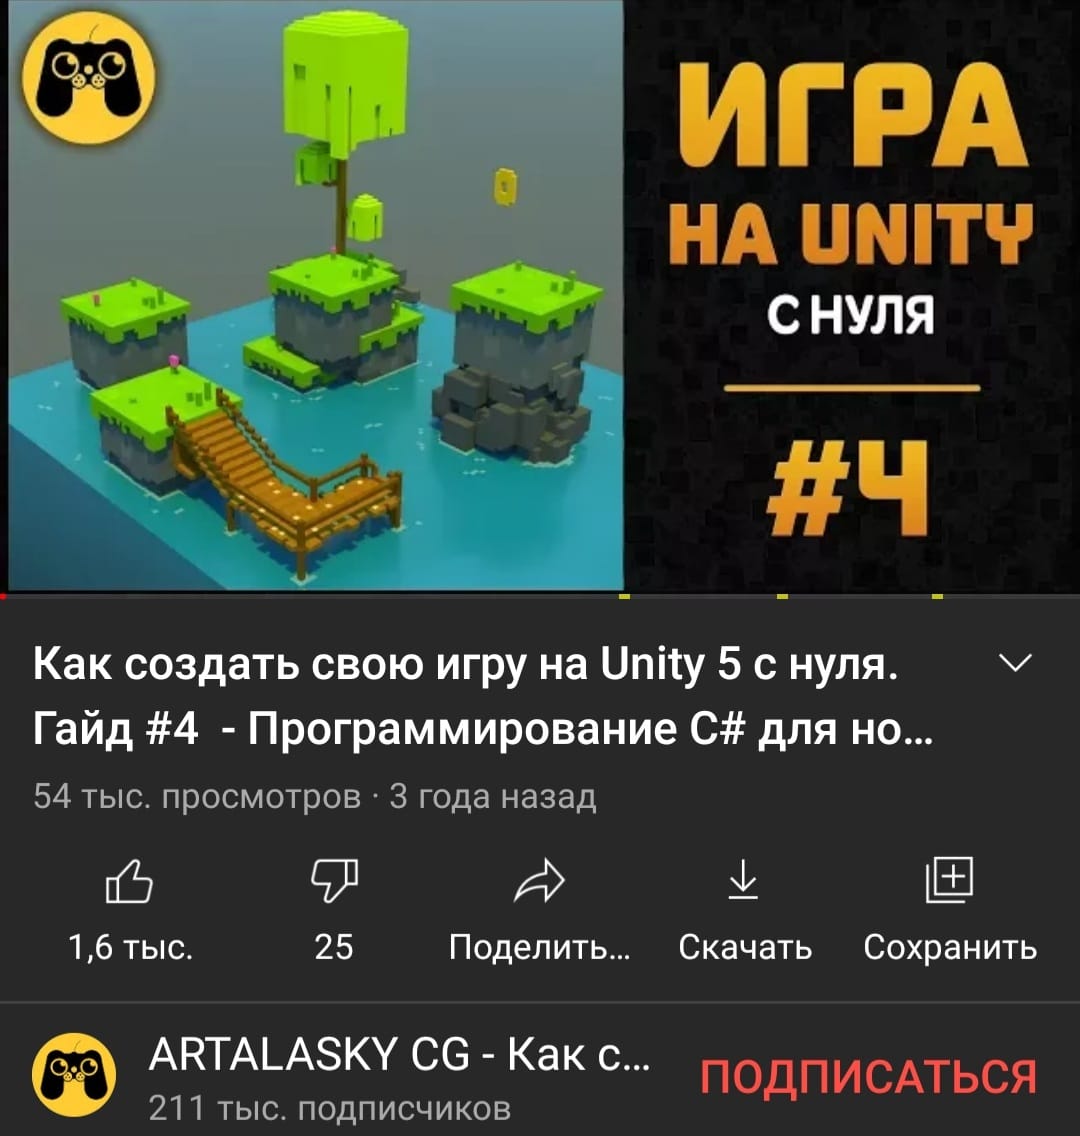 ИГРА
НА UNITY
С НУЛЯ
#4
Как создать свою игру на Unity 5 с нуля.
Гайд #4 - Программирование C# для но...
54 тыс. просмотров · 3 года назад
1,6 тыс.
25
Поделить...
Скачать
Сохранить
ARTALASKY CG - Как с...
211 тыс. подписчиков
ПОДПИСАТЬСЯ